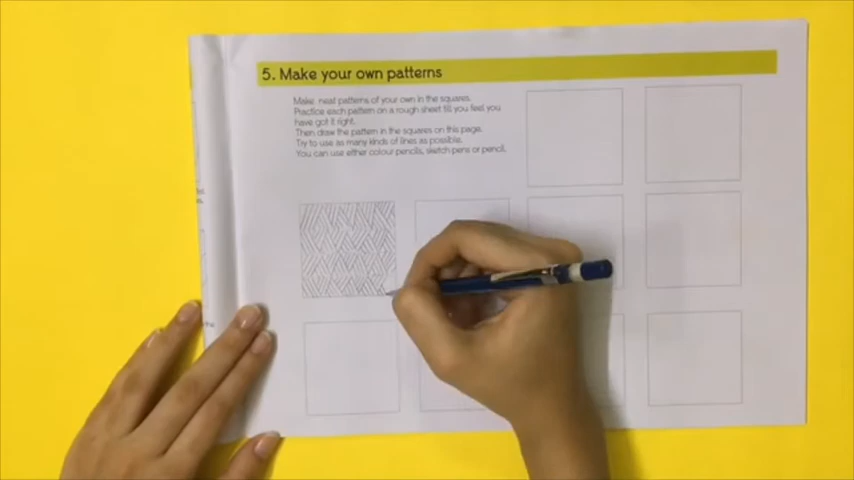 5. Make your own patterns
Make neat patterns of your own in the squares.
Practice each pattern on a rough sheet till you feel you
have got it right.
Then draw the pattern in the squares on this page.
Try to use as many kinds of lines as possible.
You can use either colour pencils, sketch pens or pencil.